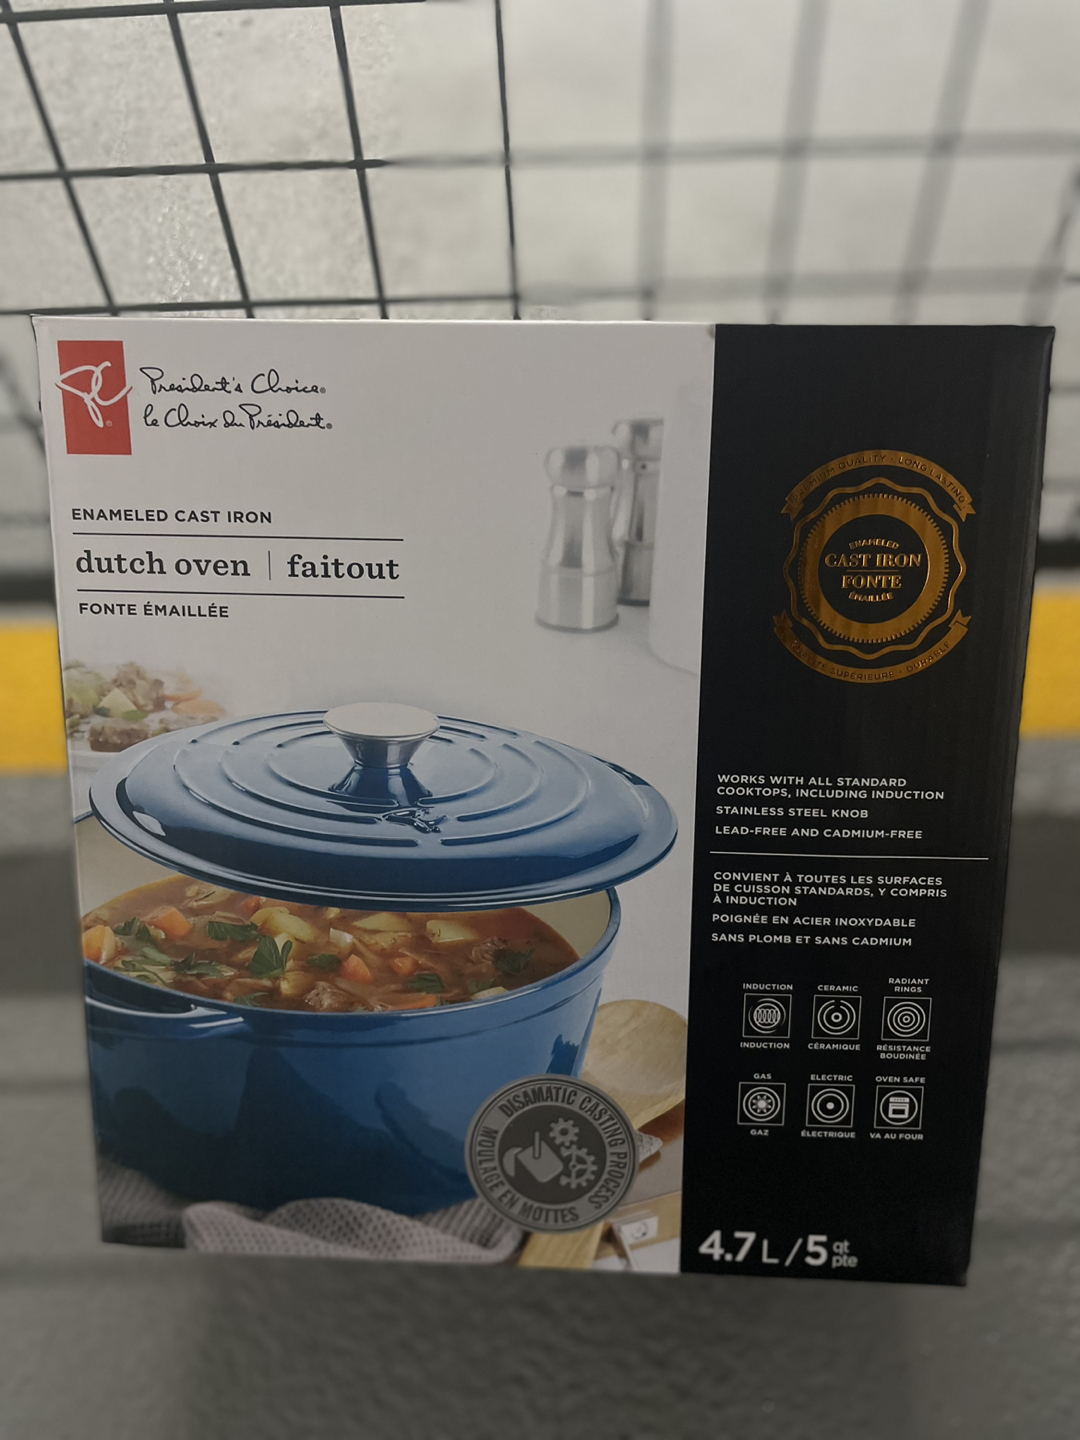 President's Choice®
le Choix du Président®
ENAMELED CAST IRON
dutch oven | faitout
FONTE ÉMAILLÉE
PREMIUM QUALITY · LONG LASTING
ENAMELED
CAST IRON
FONTE
ÉMAILLÉE
QUALITÉ SUPÉRIEURE · DURABLE
WORKS WITH ALL STANDARD
COOKTOPS, INCLUDING INDUCTION
STAINLESS STEEL KNOB
LEAD-FREE AND CADMIUM-FREE
CONVIENT À TOUTES LES SURFACES
DE CUISSON STANDARDS, Y COMPRIS
À INDUCTION
POIGNÉE EN ACIER INOXYDABLE
SANS PLOMB ET SANS CADMIUM
INDUCTION
INDUCTION
CERAMIC
CÉRAMIQUE
RADIANT
RINGS
RÉSISTANCE
BOUDINÉE
GAS
GAZ
ELECTRIC
ÉLECTRIQUE
OVEN SAFE
VA AU FOUR
DISAMATIC CASTING PROCESS
MOULAGE EN MOTTES
4.7 L / 5 qt
pte